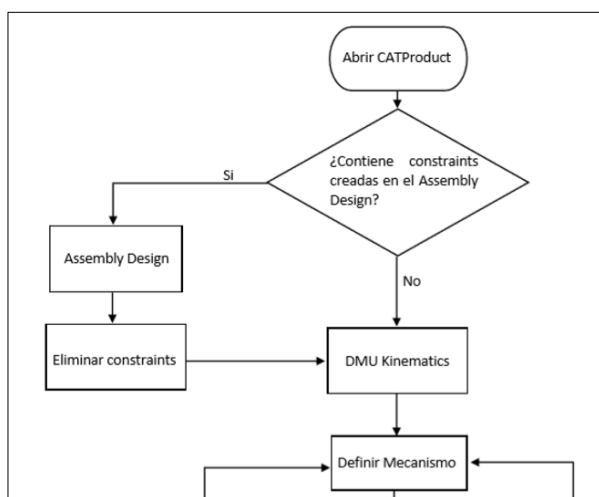 Abrir CATProduct
¿Contiene constraints
creadas en el Assembly
Design?
Si
Assembly Design
No
Eliminar constraints
DMU Kinematics
Definir Mecanismo